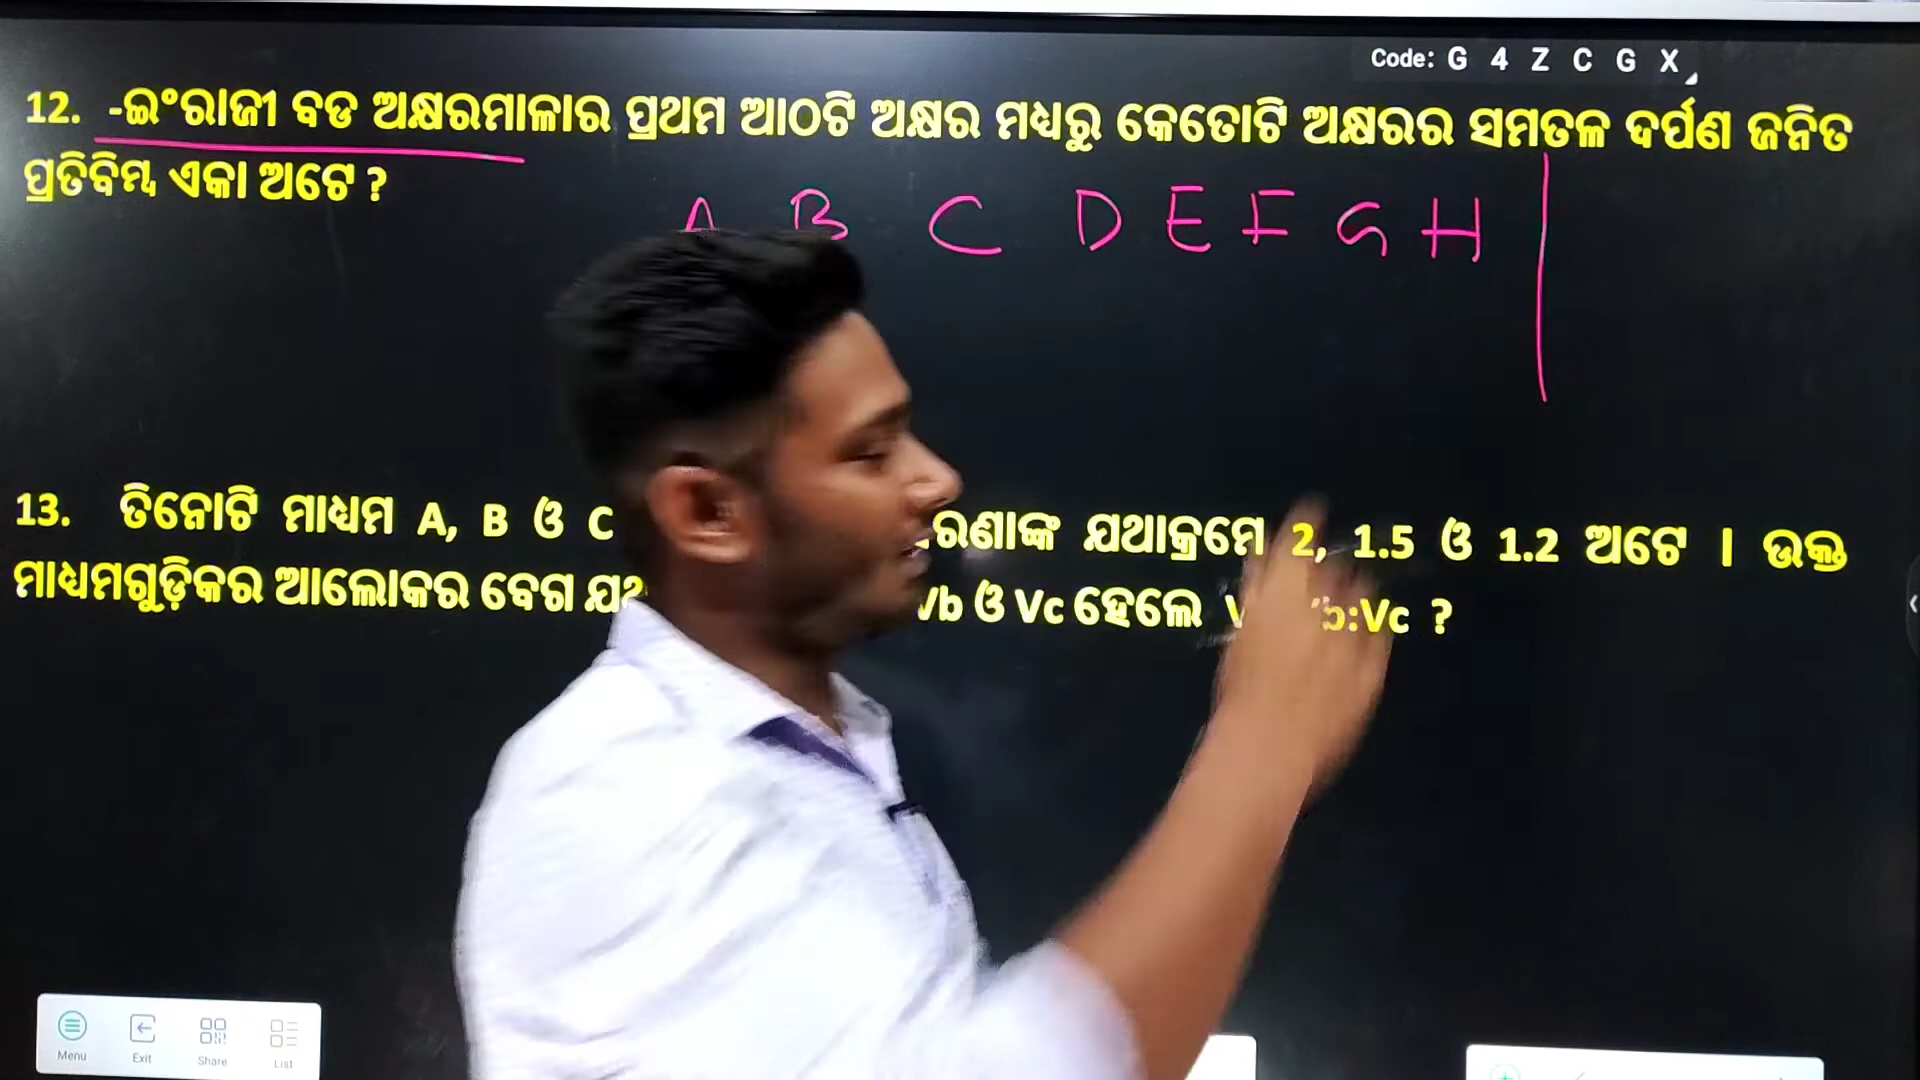 Code: G 4 Z C G X
12. -ଇଂରାଜୀ ବଡ ଅକ୍ଷରମାଳାର ପ୍ରଥମ ଆଠଟି ଅକ୍ଷର ମଧ୍ୟରୁ କେତୋଟି ଅକ୍ଷରର ସମତଳ ଦର୍ପଣ ଜନିତ
ପ୍ରତିବିମ୍ବ ଏକା ଅଟେ ?
A B C D E F G H
13. ତିନୋଟି ମାଧ୍ୟମ A, B ଓ C ଯଥାକ୍ରମେ 2, 1.5 ଓ 1.2 ଅଟେ । ଉକ୍ତ
ମାଧ୍ୟମଗୁଡ଼ିକର ଆଲୋକର ବେଗ Vb ଓ Vc ହେଲେ :Vc ?
Menu Exit Share List